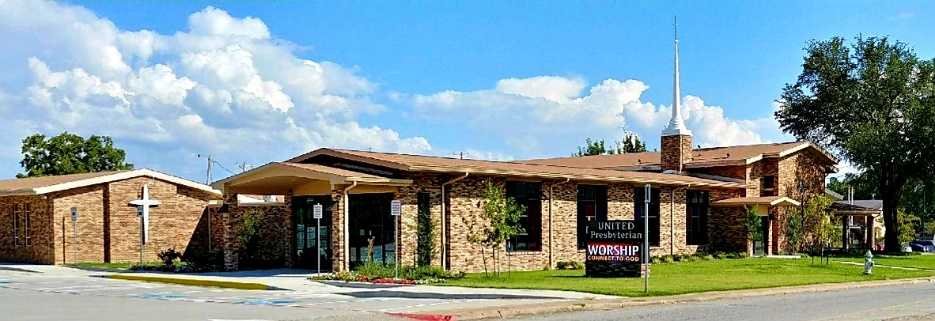 UNITED
Presbyterian
WORSHIP
CONNECT TO GOD